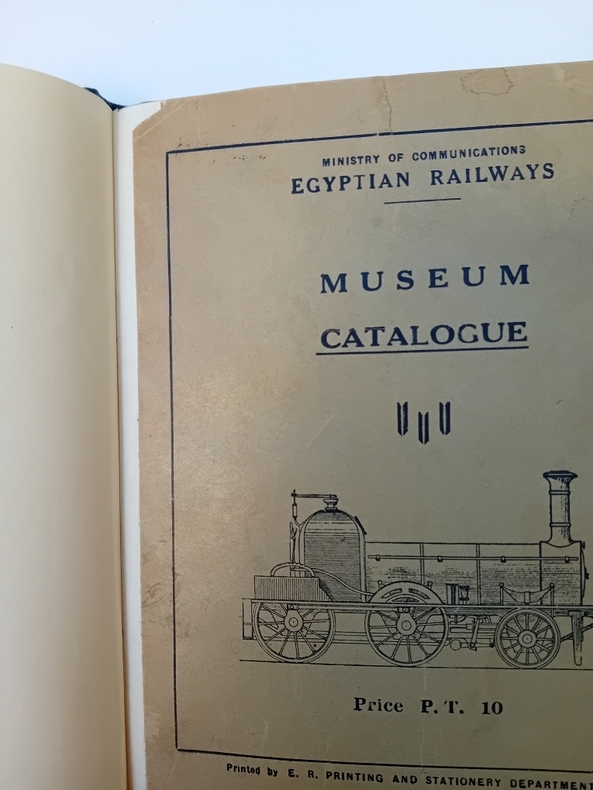 MINISTRY OF COMMUNICATIONS
EGYPTIAN RAILWAYS
MUSEUM
CATALOGUE
Price P. T. 10
Printed by E. R. PRINTING AND STATIONERY DEPARTMENT